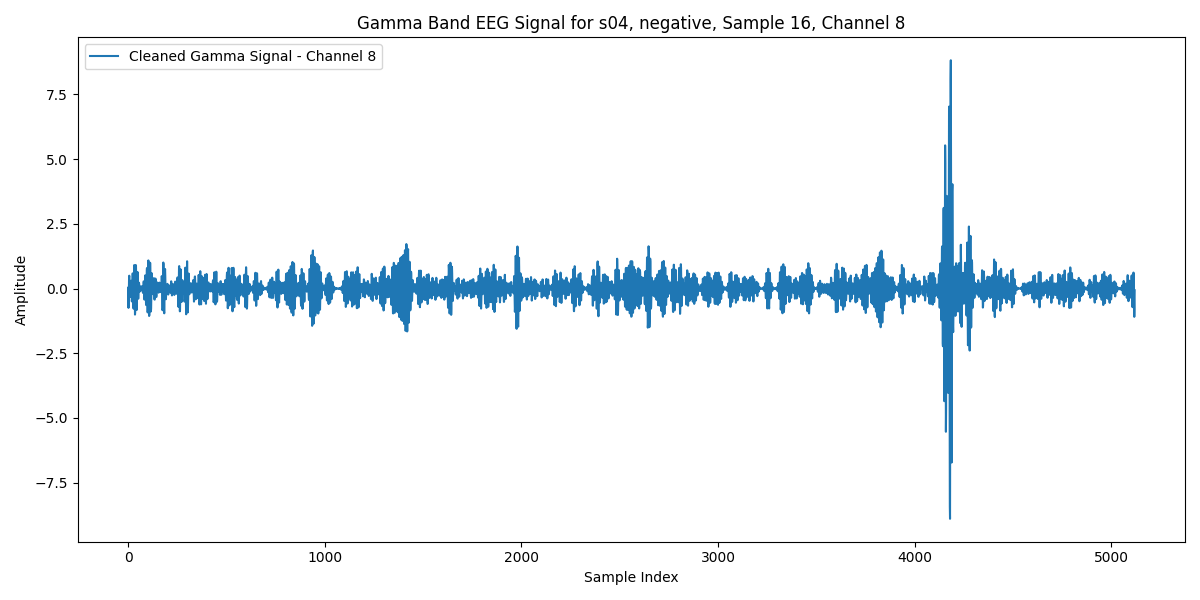 Gamma Band EEG Signal for s04, negative, Sample 16, Channel 8
Cleaned Gamma Signal - Channel 8
7.5
5.0
2.5
0.0
−2.5
−5.0
−7.5
Amplitude
0 1000 2000 3000 4000 5000
Sample Index